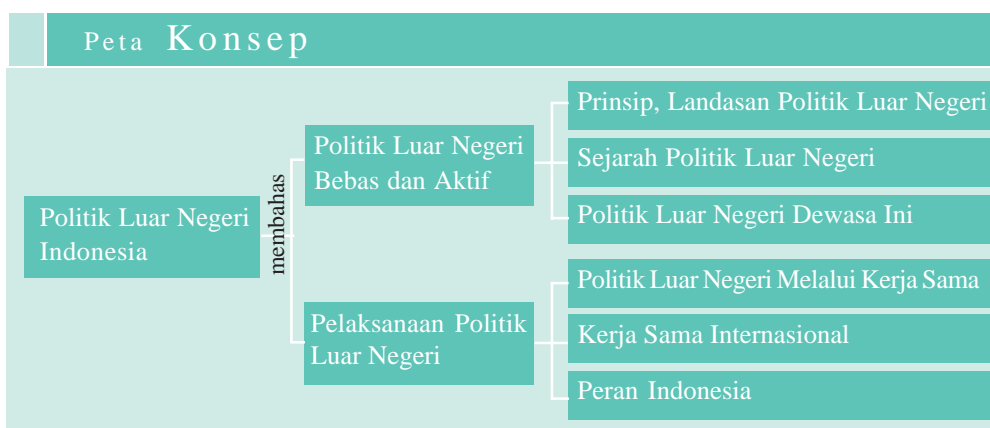 Peta Konsep
Politik Luar Negeri
Indonesia
membahas
Politik Luar Negeri
Bebas dan Aktif
Prinsip, Landasan Politik Luar Negeri
Sejarah Politik Luar Negeri
Politik Luar Negeri Dewasa Ini
Pelaksanaan Politik
Luar Negeri
Politik Luar Negeri Melalui Kerja Sama
Kerja Sama Internasional
Peran Indonesia